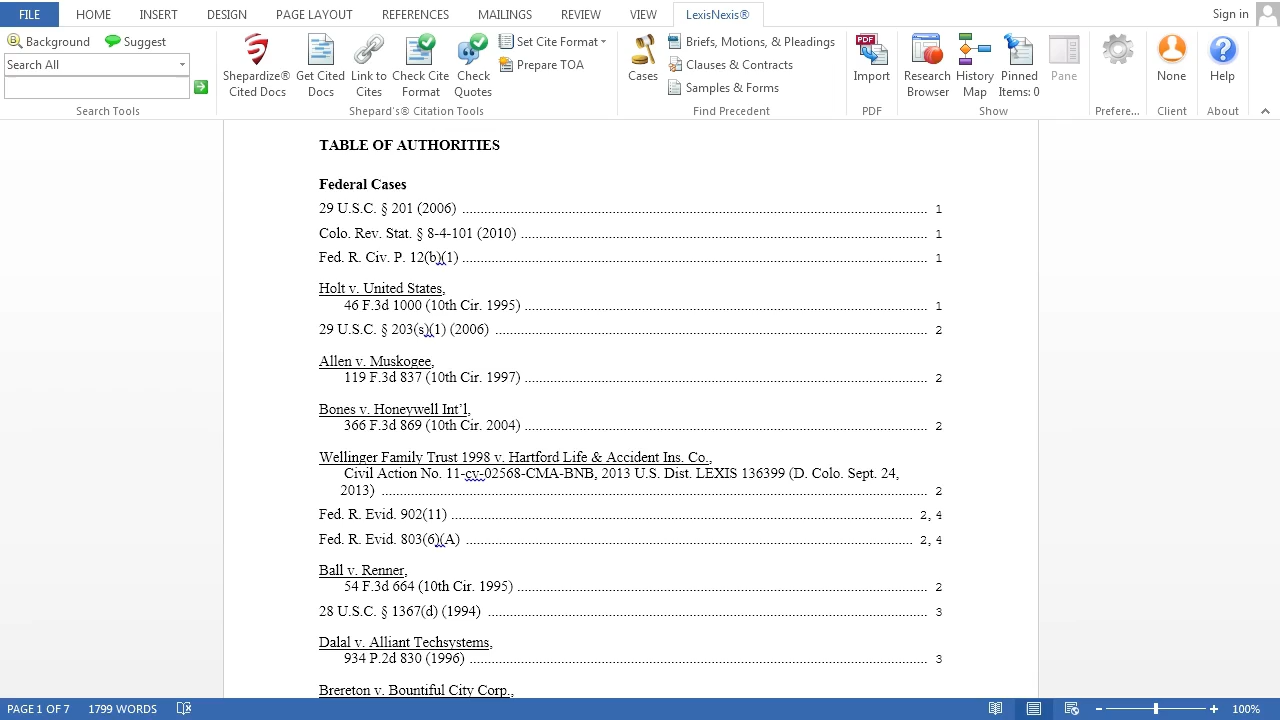 FILE HOME INSERT DESIGN PAGE LAYOUT REFERENCES MAILINGS REVIEW VIEW LexisNexis® Sign in
Background Suggest
Search All
Search Tools
Shepardize® Cited Docs
Get Cited Docs
Link to Cites
Check Cite Format
Check Quotes
Set Cite Format
Prepare TOA
Shepard's® Citation Tools
Cases
Briefs, Motions, & Pleadings
Clauses & Contracts
Samples & Forms
Find Precedent
PDF
Import
PDF
Research Browser
History Map
Pinned Items: 0
Pane
Show
Prefere...
None
Client
Help
About
TABLE OF AUTHORITIES
Federal Cases
29 U.S.C. § 201 (2006) 1
Colo. Rev. Stat. § 8-4-101 (2010) 1
Fed. R. Civ. P. 12(b)(1) 1
Holt v. United States,
46 F.3d 1000 (10th Cir. 1995) 1
29 U.S.C. § 203(s)(1) (2006) 2
Allen v. Muskogee,
119 F.3d 837 (10th Cir. 1997) 2
Bones v. Honeywell Int'l,
366 F.3d 869 (10th Cir. 2004) 2
Wellinger Family Trust 1998 v. Hartford Life & Accident Ins. Co.,
Civil Action No. 11-cv-02568-CMA-BNB, 2013 U.S. Dist. LEXIS 136399 (D. Colo. Sept. 24,
2013) 2
Fed. R. Evid. 902(11) 2, 4
Fed. R. Evid. 803(6)(A) 2, 4
Ball v. Renner,
54 F.3d 664 (10th Cir. 1995) 2
28 U.S.C. § 1367(d) (1994) 3
Dalal v. Alliant Techsystems,
934 P.2d 830 (1996) 3
Brereton v. Bountiful City Corp.,
PAGE 1 OF 7 1799 WORDS 100%